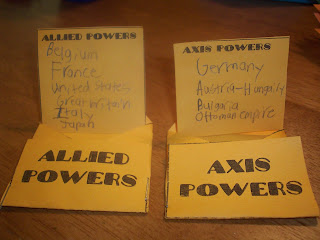 ALLIED POWERS
Belgium
France
United States
Great Britain
Italy
Japan
ALLIED
POWERS
AXIS POWERS
Germany
Austria-Hungary
Bulgaria
Ottoman empire
AXIS
POWERS